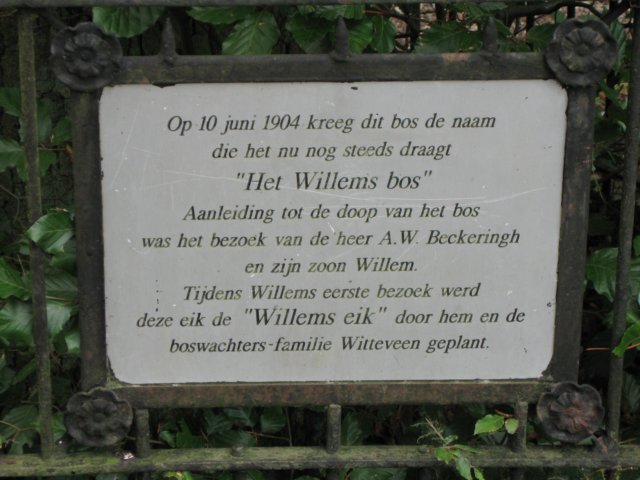 Op 10 juni 1904 kreeg dit bos de naam
die het nu nog steeds draagt
"Het Willems bos"
Aanleiding tot de doop van het bos
was het bezoek van de heer A.W. Beckeringh
en zijn zoon Willem.
Tijdens Willems eerste bezoek werd
deze eik de "Willems eik" door hem en de
boswachters-familie Witteveen geplant.